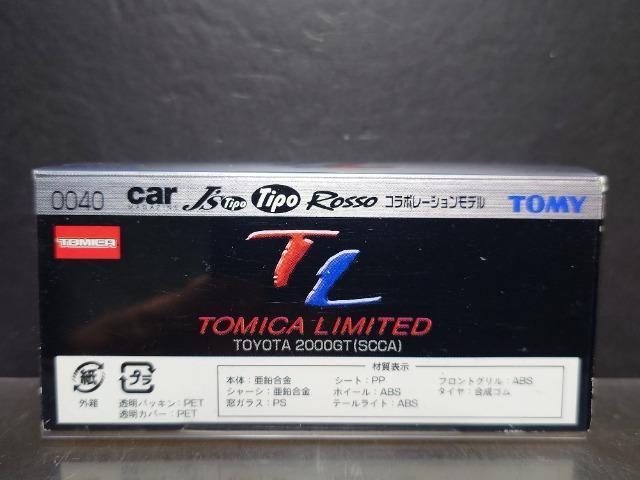 0040 car MAGAZINE J's Tipo Tipo Rosso コラボレーションモデル TOMY
TOMICA
TL
TOMICA LIMITED
TOYOTA 2000GT(SCCA)
材質表示
紙
外箱
プラ
透明パッキン:PET
透明カバー:PET
本体:亜鉛合金
シャーシ:亜鉛合金
窓ガラス:PS
シート:PP
ホイール:ABS
テールライト:ABS
フロントグリル:ABS
タイヤ:合成ゴム